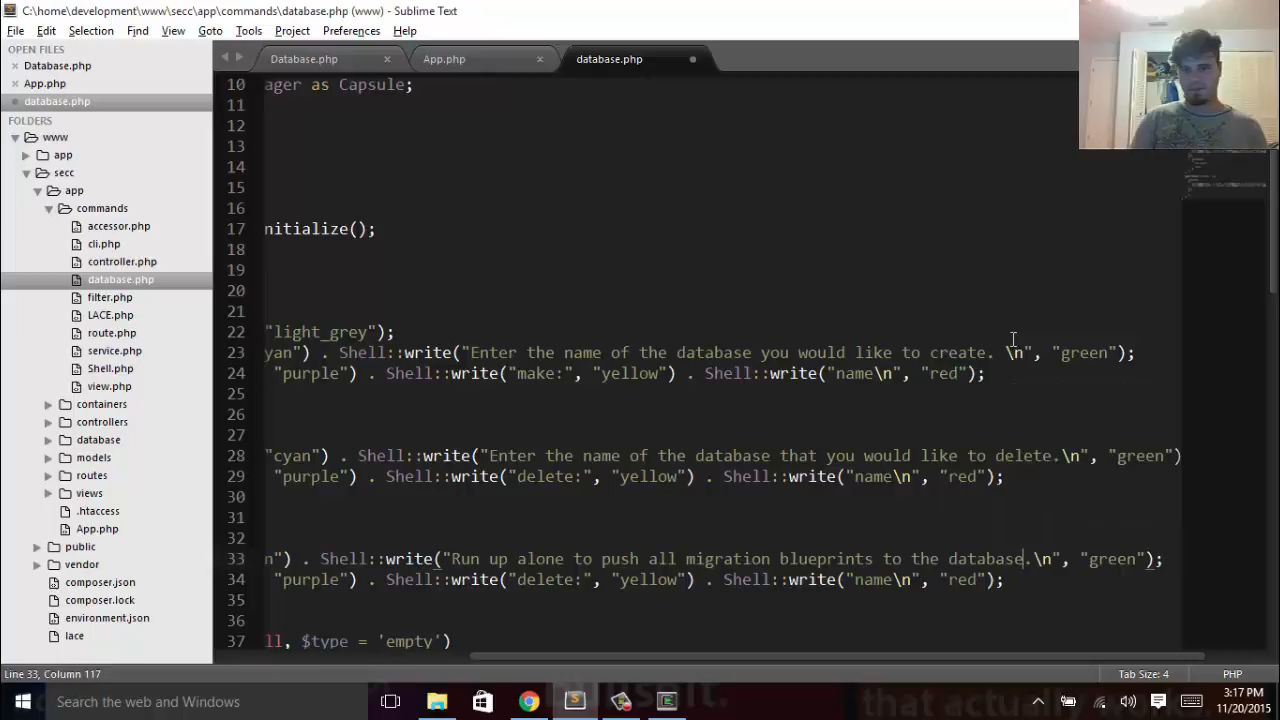 C:\home\development\www\secc\app\commands\database.php (www) - Sublime Text
File Edit Selection Find View Goto Tools Project Preferences Help
OPEN FILES
Database.php
App.php
database.php
FOLDERS
www
app
secc
app
commands
accessor.php
cli.php
controller.php
database.php
filter.php
LACE.php
route.php
service.php
Shell.php
view.php
containers
controllers
database
models
routes
views
.htaccess
App.php
public
vendor
composer.json
composer.lock
environment.json
lace
Database.php App.php database.php
10 ager as Capsule;
11
12
13
14
15
16
17 nitialize();
18
19
20
21
22 "light_grey");
23 yan") . Shell::write("Enter the name of the database you would like to create. \n", "green");
24 "purple") . Shell::write("make:", "yellow") . Shell::write("name\n", "red");
25
26
27
28 "cyan") . Shell::write("Enter the name of the database that you would like to delete.\n", "green")
29 "purple") . Shell::write("delete:", "yellow") . Shell::write("name\n", "red");
30
31
32
33 n") . Shell::write("Run up alone to push all migration blueprints to the database.\n", "green");
34 "purple") . Shell::write("delete:", "yellow") . Shell::write("name\n", "red");
35
36
37 ll, $type = 'empty')
Line 33, Column 117 Tab Size: 4 PHP
Search the web and Windows
3:17 PM
11/20/2015